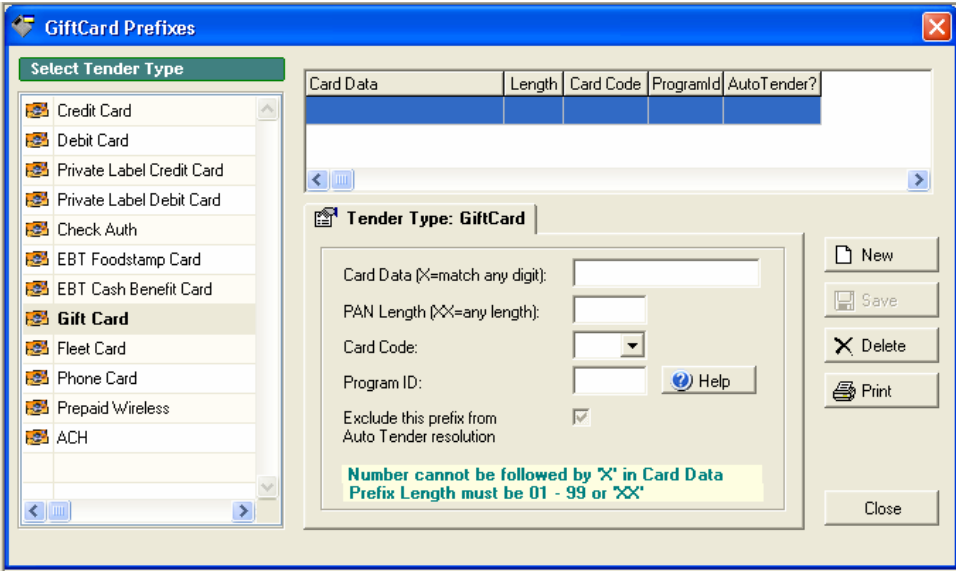 GiftCard Prefixes
Select Tender Type
Credit Card
Debit Card
Private Label Credit Card
Private Label Debit Card
Check Auth
EBT Foodstamp Card
EBT Cash Benefit Card
Gift Card
Fleet Card
Phone Card
Prepaid Wireless
ACH
Card Data Length Card Code ProgramId AutoTender?
Tender Type: GiftCard
Card Data (X=match any digit):
PAN Length (XX=any length):
Card Code:
Program ID:
Help
Exclude this prefix from
Auto Tender resolution
Number cannot be followed by 'X' in Card Data
Prefix Length must be 01 - 99 or 'XX'
New
Save
Delete
Print
Close